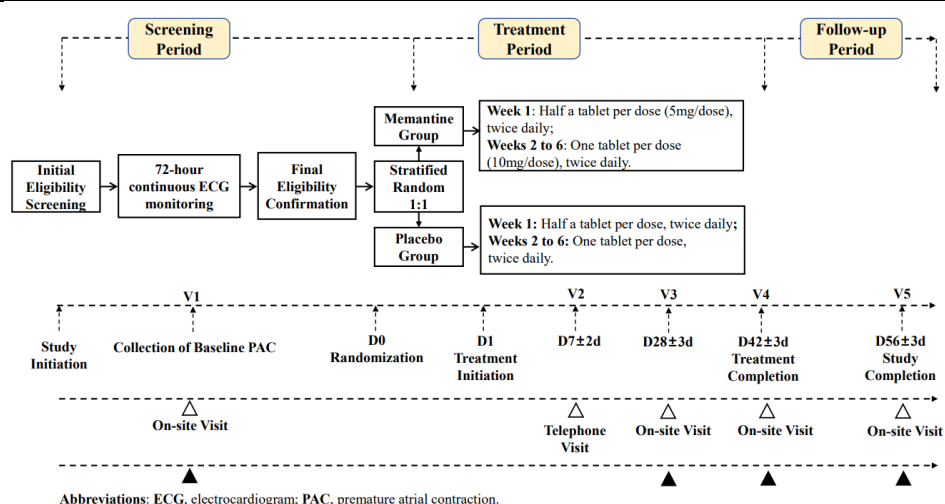 Screening
Period
Treatment
Period
Follow-up
Period
Initial
Eligibility
Screening
72-hour
continuous ECG
monitoring
Final
Eligibility
Confirmation
Memantine
Group
Stratified
Random
1:1
Placebo
Group
Week 1: Half a tablet per dose (5mg/dose),
twice daily;
Weeks 2 to 6: One tablet per dose
(10mg/dose), twice daily.
Week 1: Half a tablet per dose, twice daily;
Weeks 2 to 6: One tablet per dose,
twice daily.
V1
V2
V3
V4
V5
Study
Initiation
Collection of Baseline PAC
D0
Randomization
D1
Treatment
Initiation
D7±2d
D28±3d
D42±3d
Treatment
Completion
D56±3d
Study
Completion
On-site Visit
Telephone
Visit
On-site Visit
On-site Visit
On-site Visit
Abbreviations: ECG, electrocardiogram; PAC, premature atrial contraction.